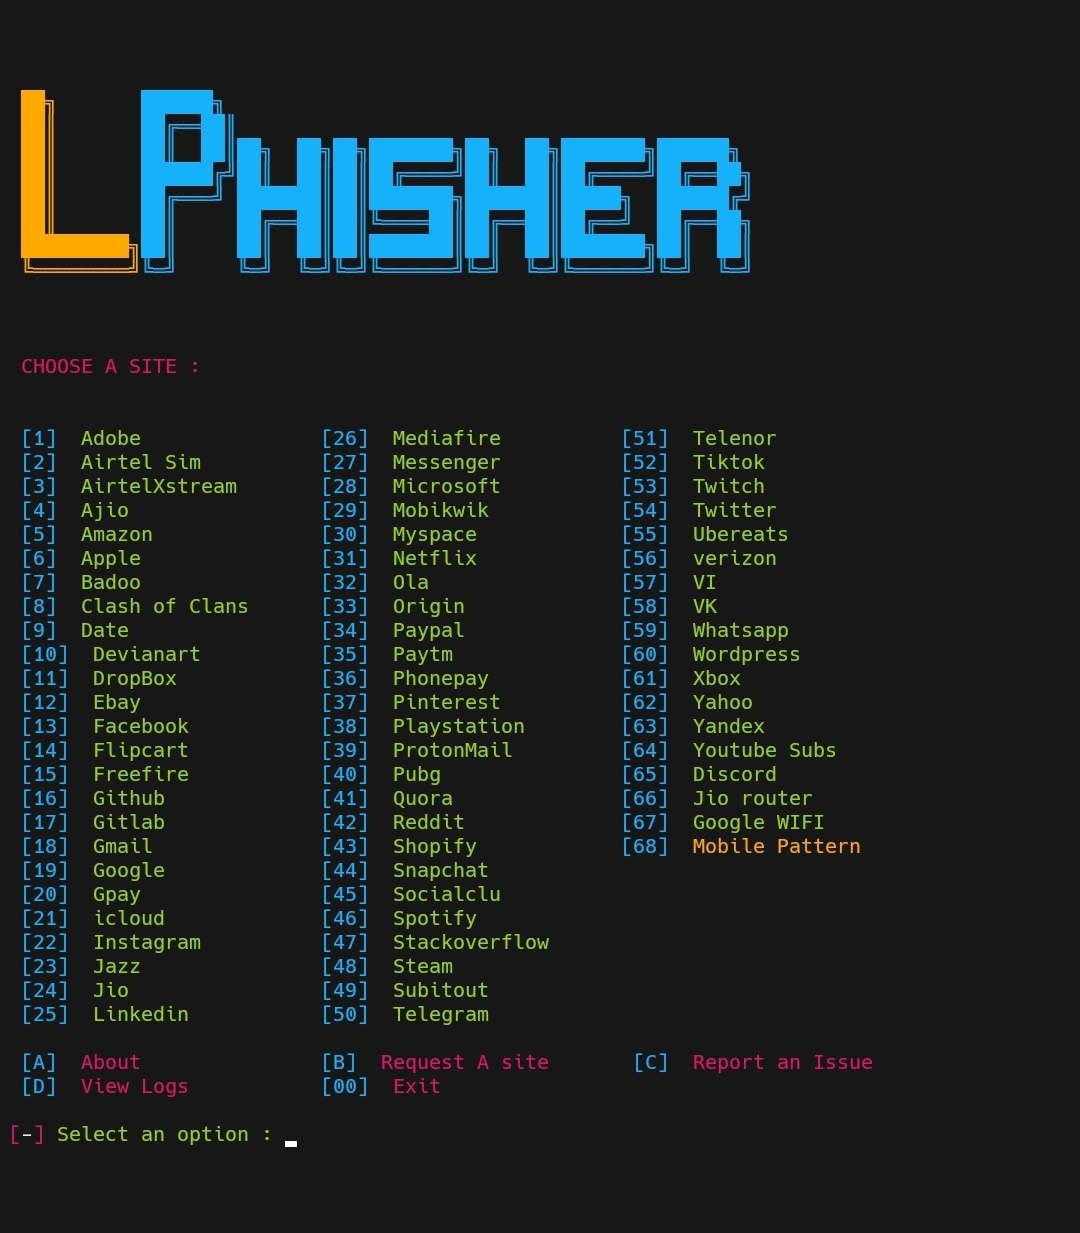 LPHISHER
CHOOSE A SITE :
[1] Adobe [26] Mediafire [51] Telenor
[2] Airtel Sim [27] Messenger [52] Tiktok
[3] AirtelXstream [28] Microsoft [53] Twitch
[4] Ajio [29] Mobikwik [54] Twitter
[5] Amazon [30] Myspace [55] Ubereats
[6] Apple [31] Netflix [56] verizon
[7] Badoo [32] Ola [57] VI
[8] Clash of Clans [33] Origin [58] VK
[9] Date [34] Paypal [59] Whatsapp
[10] Devianart [35] Paytm [60] Wordpress
[11] DropBox [36] Phonepay [61] Xbox
[12] Ebay [37] Pinterest [62] Yahoo
[13] Facebook [38] Playstation [63] Yandex
[14] Flipcart [39] ProtonMail [64] Youtube Subs
[15] Freefire [40] Pubg [65] Discord
[16] Github [41] Quora [66] Jio router
[17] Gitlab [42] Reddit [67] Google WIFI
[18] Gmail [43] Shopify [68] Mobile Pattern
[19] Google [44] Snapchat
[20] Gpay [45] Socialclu
[21] icloud [46] Spotify
[22] Instagram [47] Stackoverflow
[23] Jazz [48] Steam
[24] Jio [49] Subitout
[25] Linkedin [50] Telegram
[A] About [B] Request A site [C] Report an Issue
[D] View Logs [00] Exit
[-] Select an option :